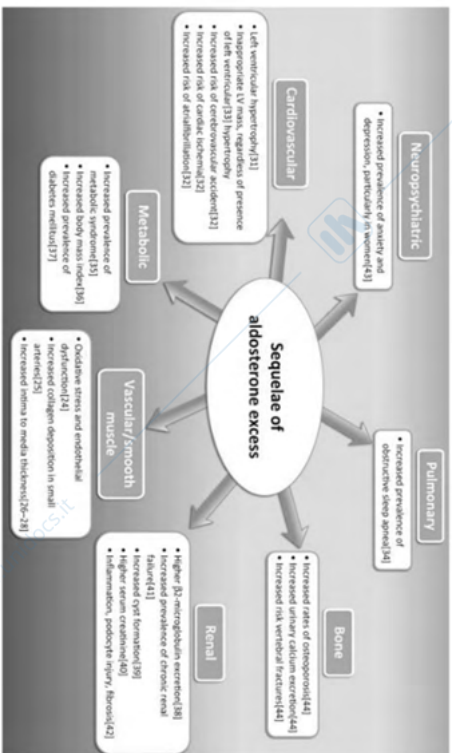 Neuropsychiatric
• Increased prevalence of anxiety and
depression, particularly in women[43]
Pulmonary
• Increased prevalence of
obstructive sleep apnea[34]
Cardiovascular
• Left ventricular hypertrophy[31]
• Inappropriate LV mass, regardless of presence
of left ventricular[33] hypertrophy
• Increased risk of cerebrovascular accident[32]
• Increased risk of cardiac ischemia[32]
• Increased risk of atrialfibrillation[32]
Sequelae of
aldosterone excess
Bone
• Increased rates of osteoporosis[44]
• Increased urinary calcium excretion[44]
• Increased risk vertebral fractures[44]
Metabolic
• Increased prevalence of
metabolic syndrome[35]
• Increased body mass index[36]
• Increased prevalence of
diabetes mellitus[37]
Vascular/smooth
muscle
• Oxidative stress and endothelial
dysfunction[24]
• Increased collagen deposition in small
arteries[25]
• Increased intima to media thickness[26–28]
Renal
• Higher β2-microglobulin excretion[38]
• Increased prevalence of chronic renal
failure[41]
• Increased cyst formation[39]
• Higher serum creatinine[40]
• Inflammation, podocyte injury, fibrosis[42]
ocs.it